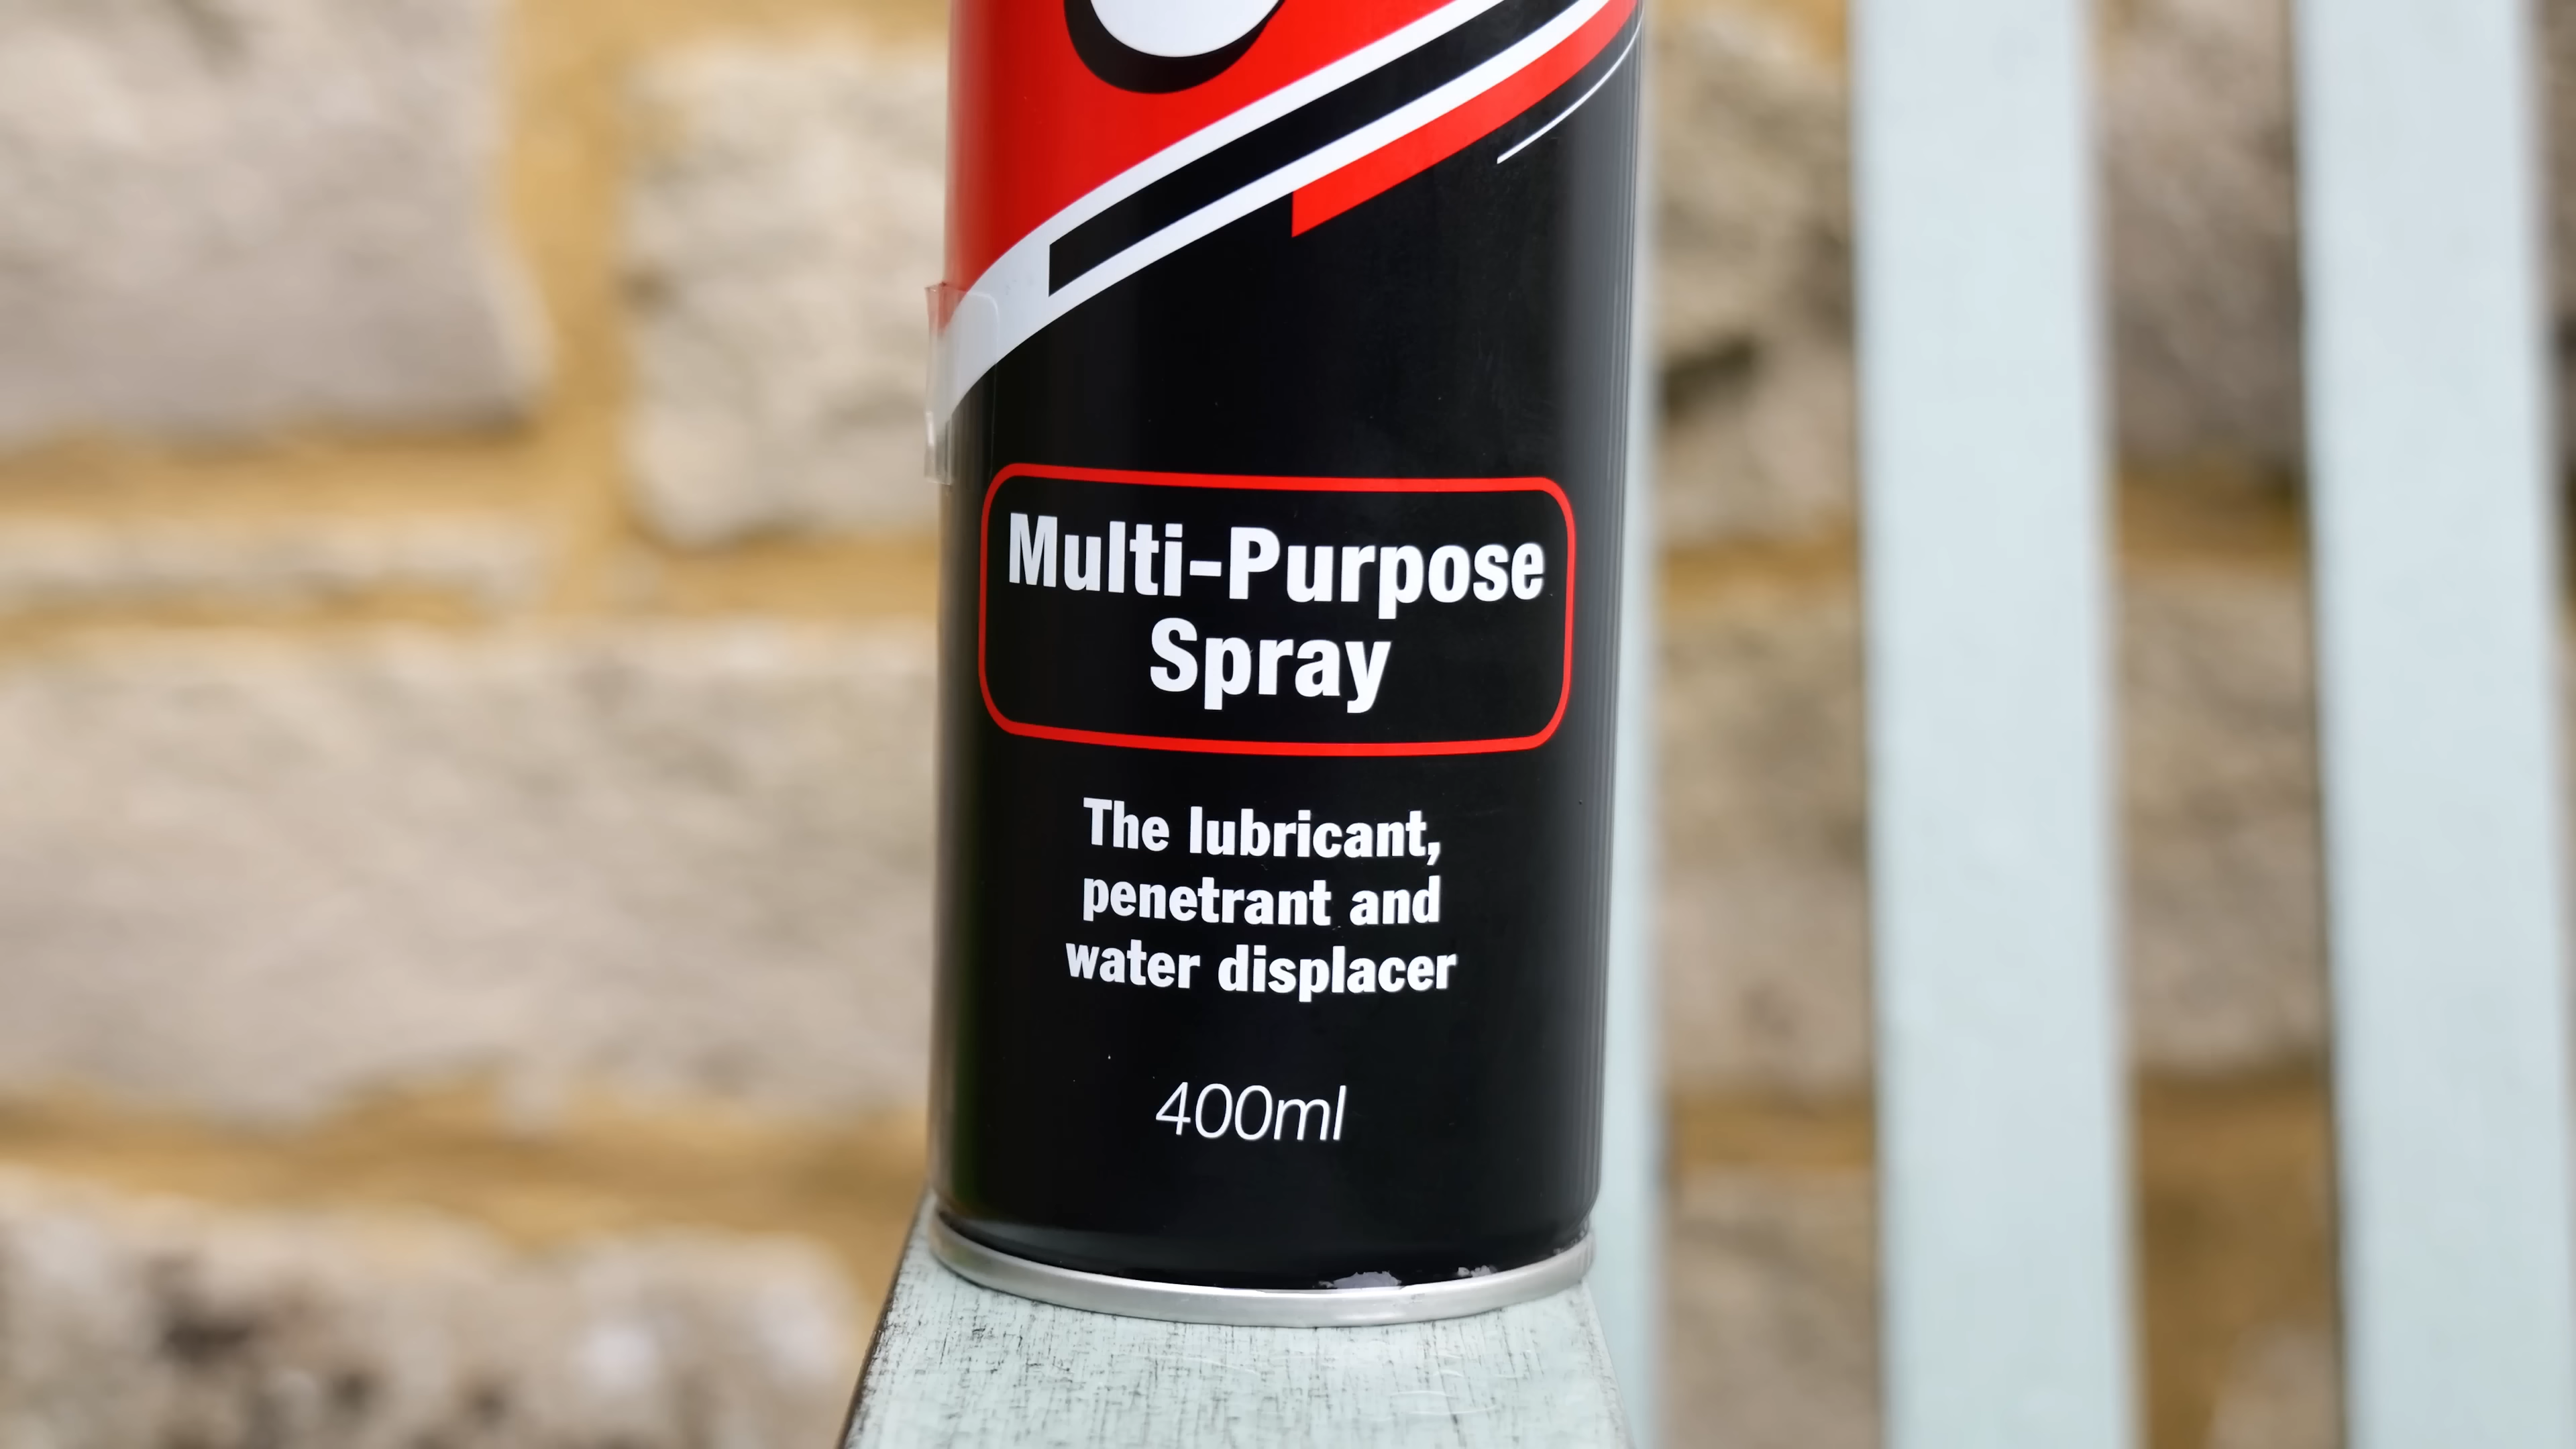 Multi-Purpose
Spray
The lubricant,
penetrant and
water displacer
400ml